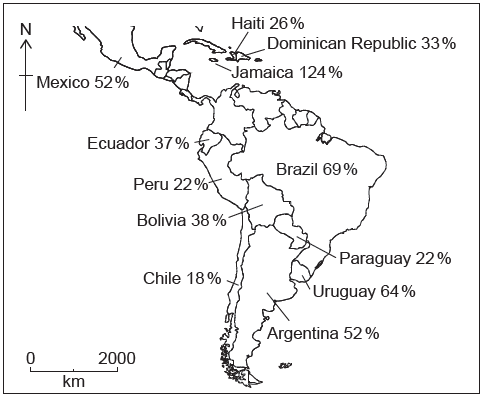 Haiti 26%
N
Dominican Republic 33%
Mexico 52%
Jamaica 124%
Ecuador 37%
Brazil 69%
Peru 22%
Bolivia 38%
Paraguay 22%
Chile 18%
Uruguay 64%
Argentina 52%
0 2000
km